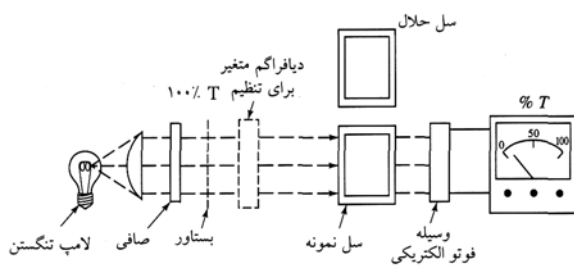 سل حلال
دیافراگم متغیر
برای تنظیم
۱۰۰٪ T
% T
0 50 100
لامپ تنگستن
صافی
بستاور
سل نمونه
وسیله
فوتو الکتریکی